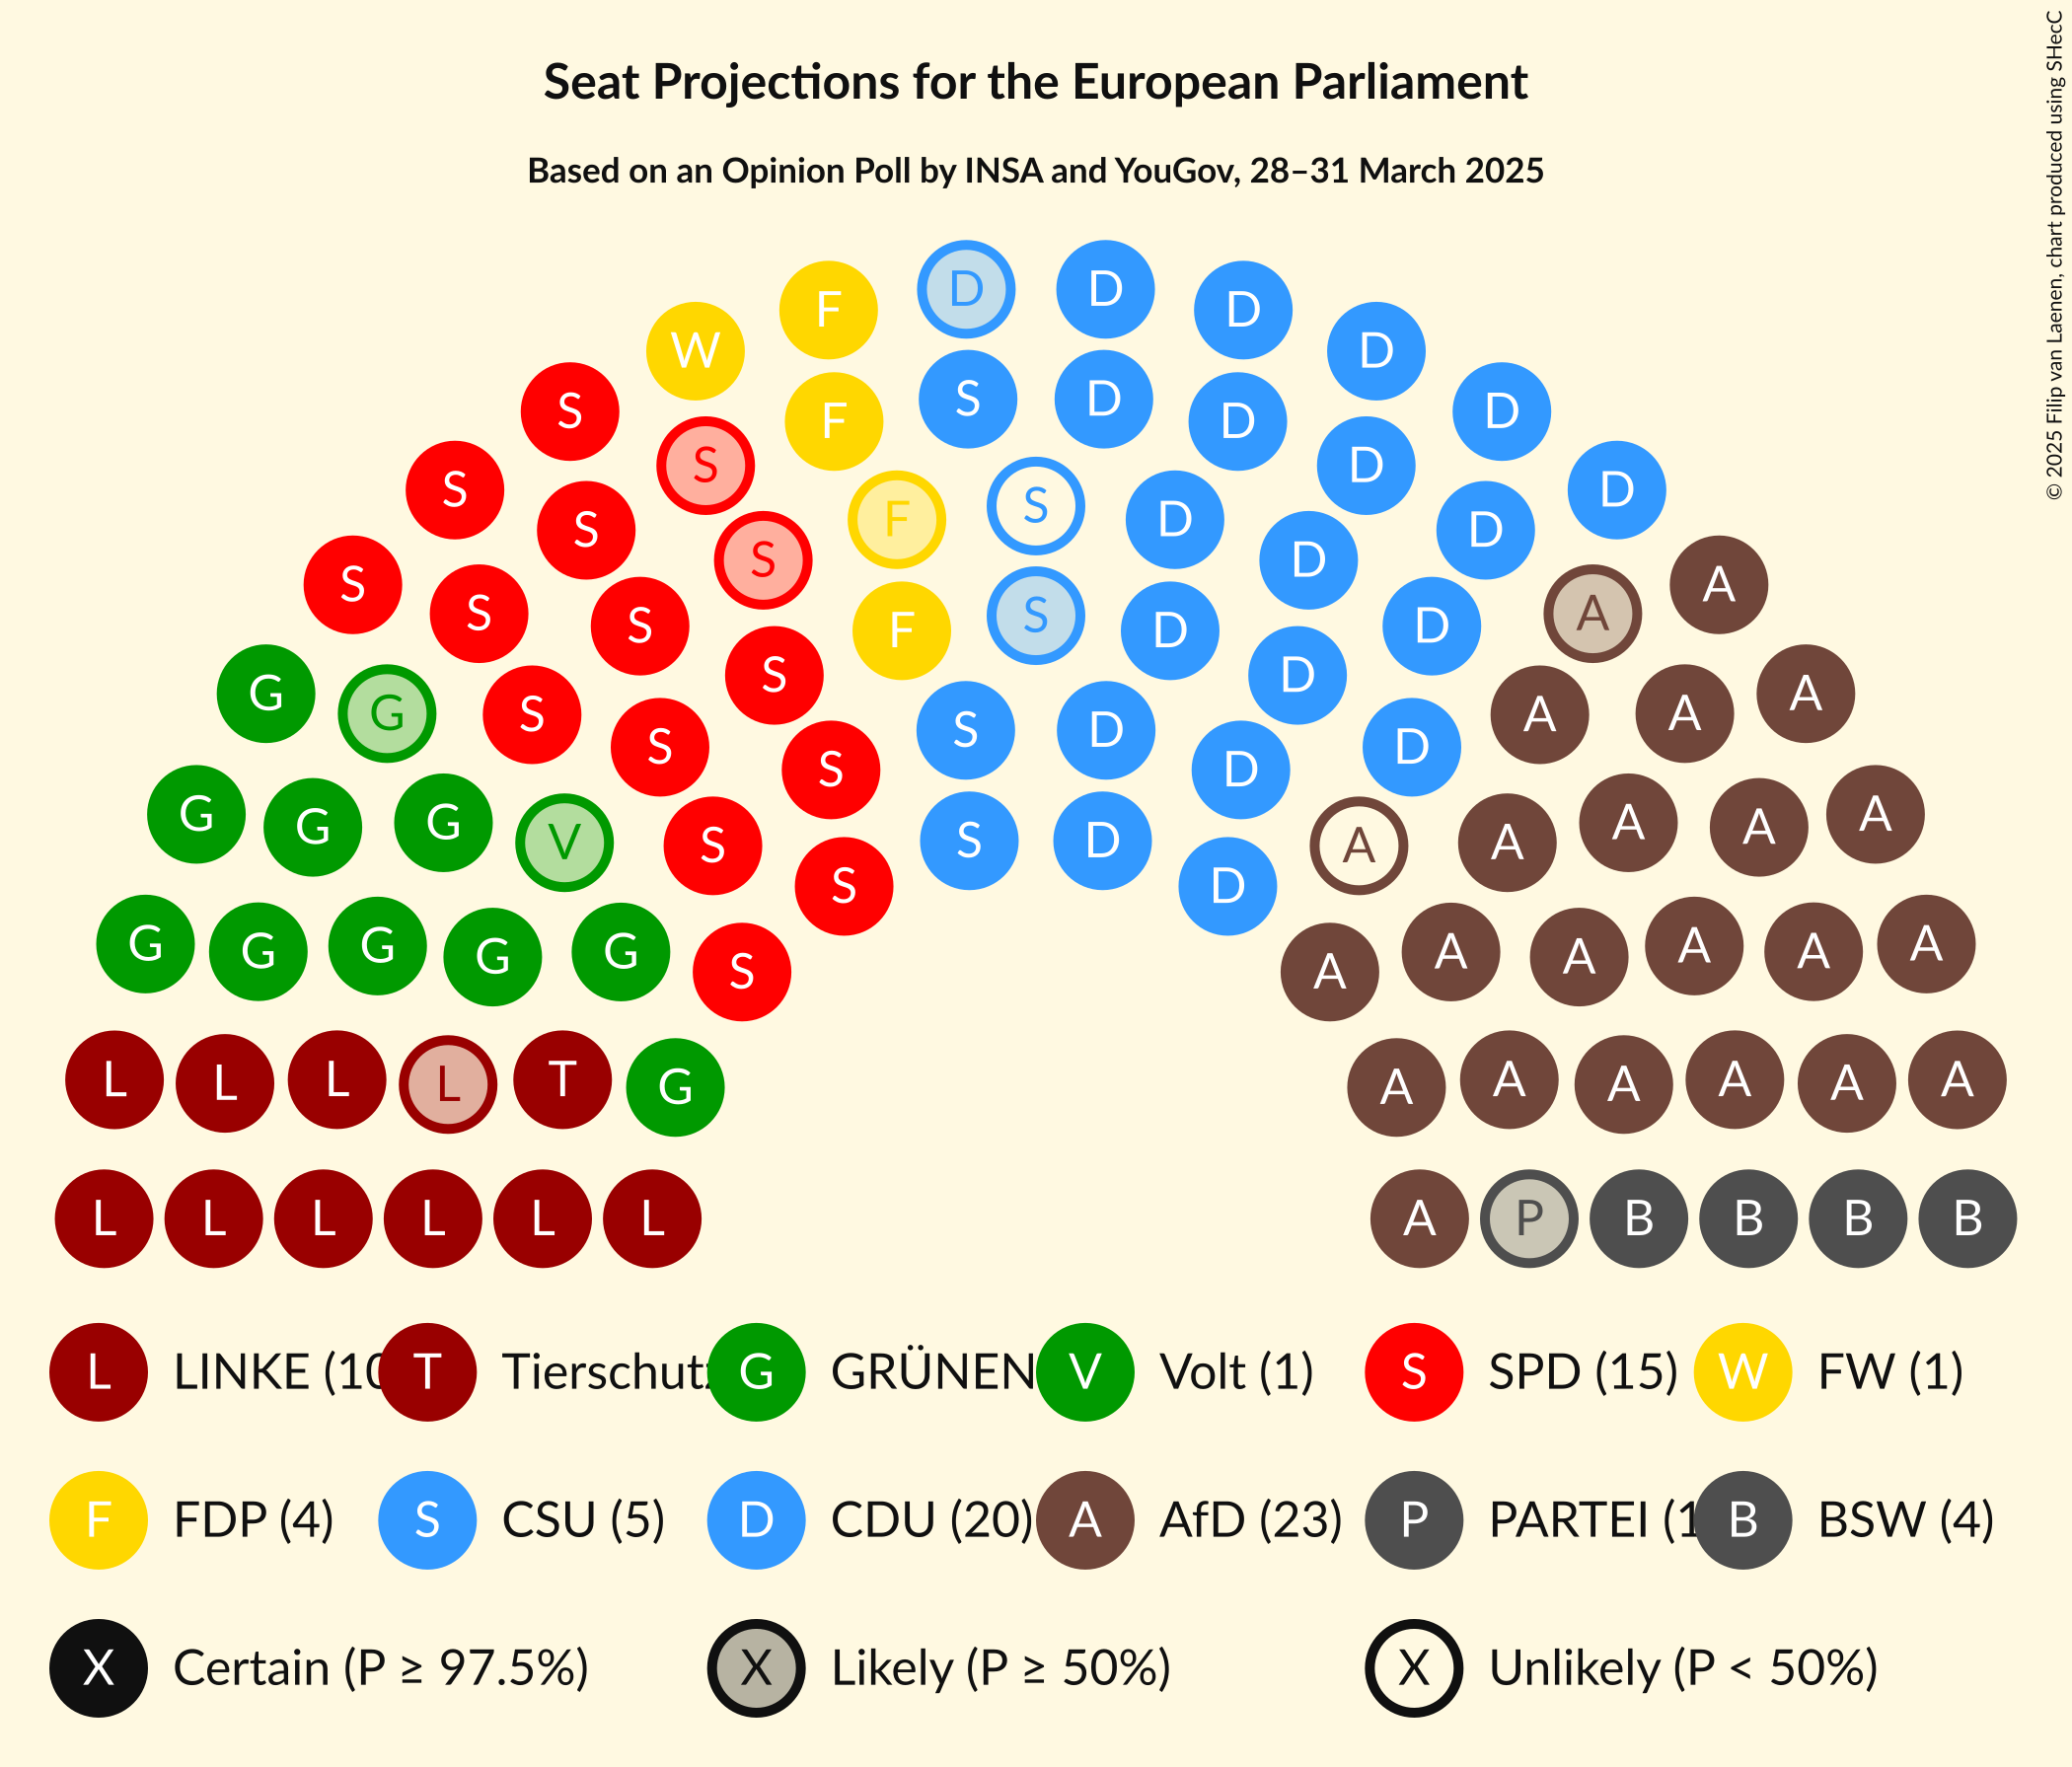 Seat Projections for the European Parliament
Based on an Opinion Poll by INSA and YouGov, 28–31 March 2025
© 2025 Filip van Laenen, chart produced using SHecC
D D
F D
W D
S D
S D
F D
S D
S D
S F D
S D
S D
S D A
S S D A
S F S D D
G S D A
G S A A
S S D D
G S D A
G G G V S S S D D A A A A A
G G G G G S A A A A A A
L L L L T G A A A A A A
L L L L L L A P B B B B
L LINKE (10 T Tierschutz G GRÜNEN V Volt (1) S SPD (15) W FW (1)
F FDP (4) S CSU (5) D CDU (20) A AfD (23) P PARTEI (1 B BSW (4)
X Certain (P ≥ 97.5%) X Likely (P ≥ 50%) X Unlikely (P < 50%)